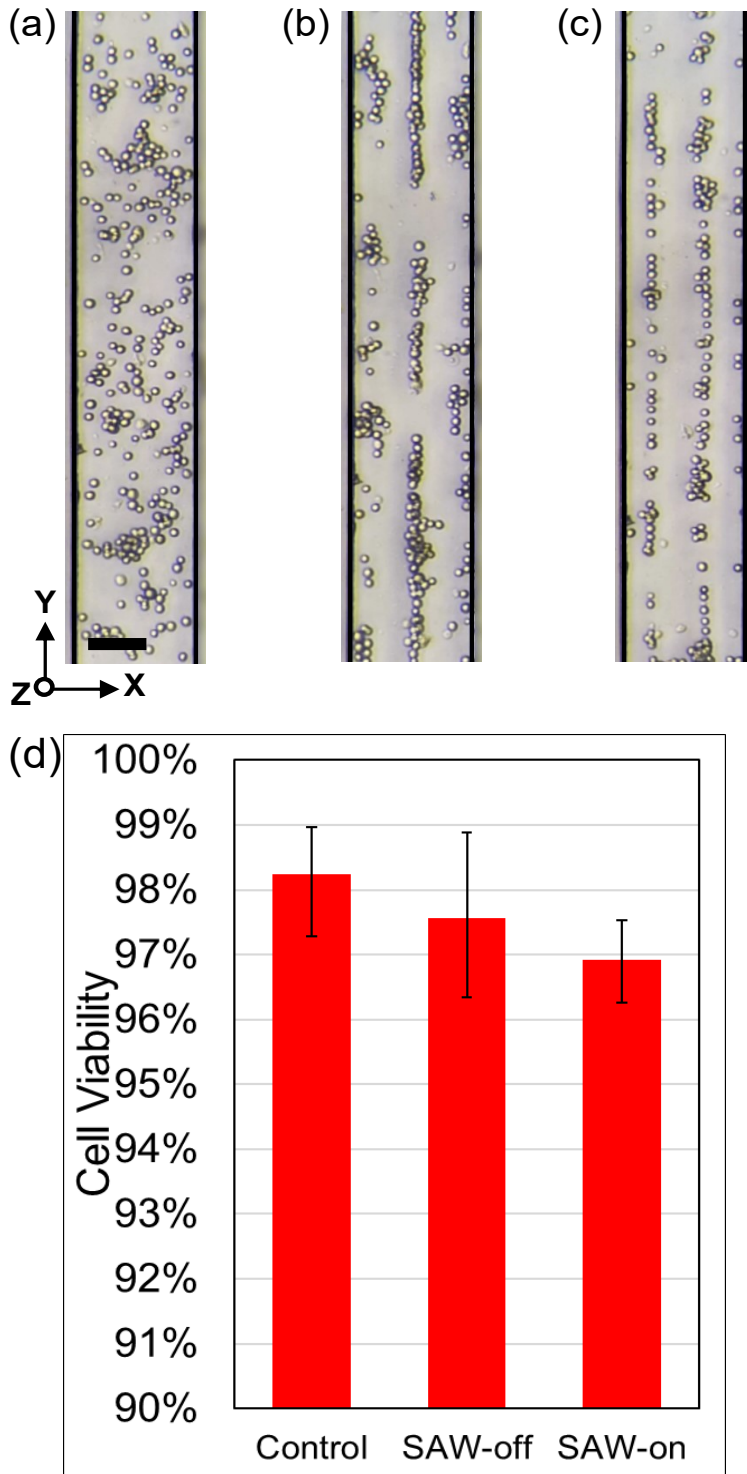 (a) (b) (c)
Y
Z X
(d)
Cell Viability
100%
99%
98%
97%
96%
95%
94%
93%
92%
91%
90%
Control SAW-off SAW-on